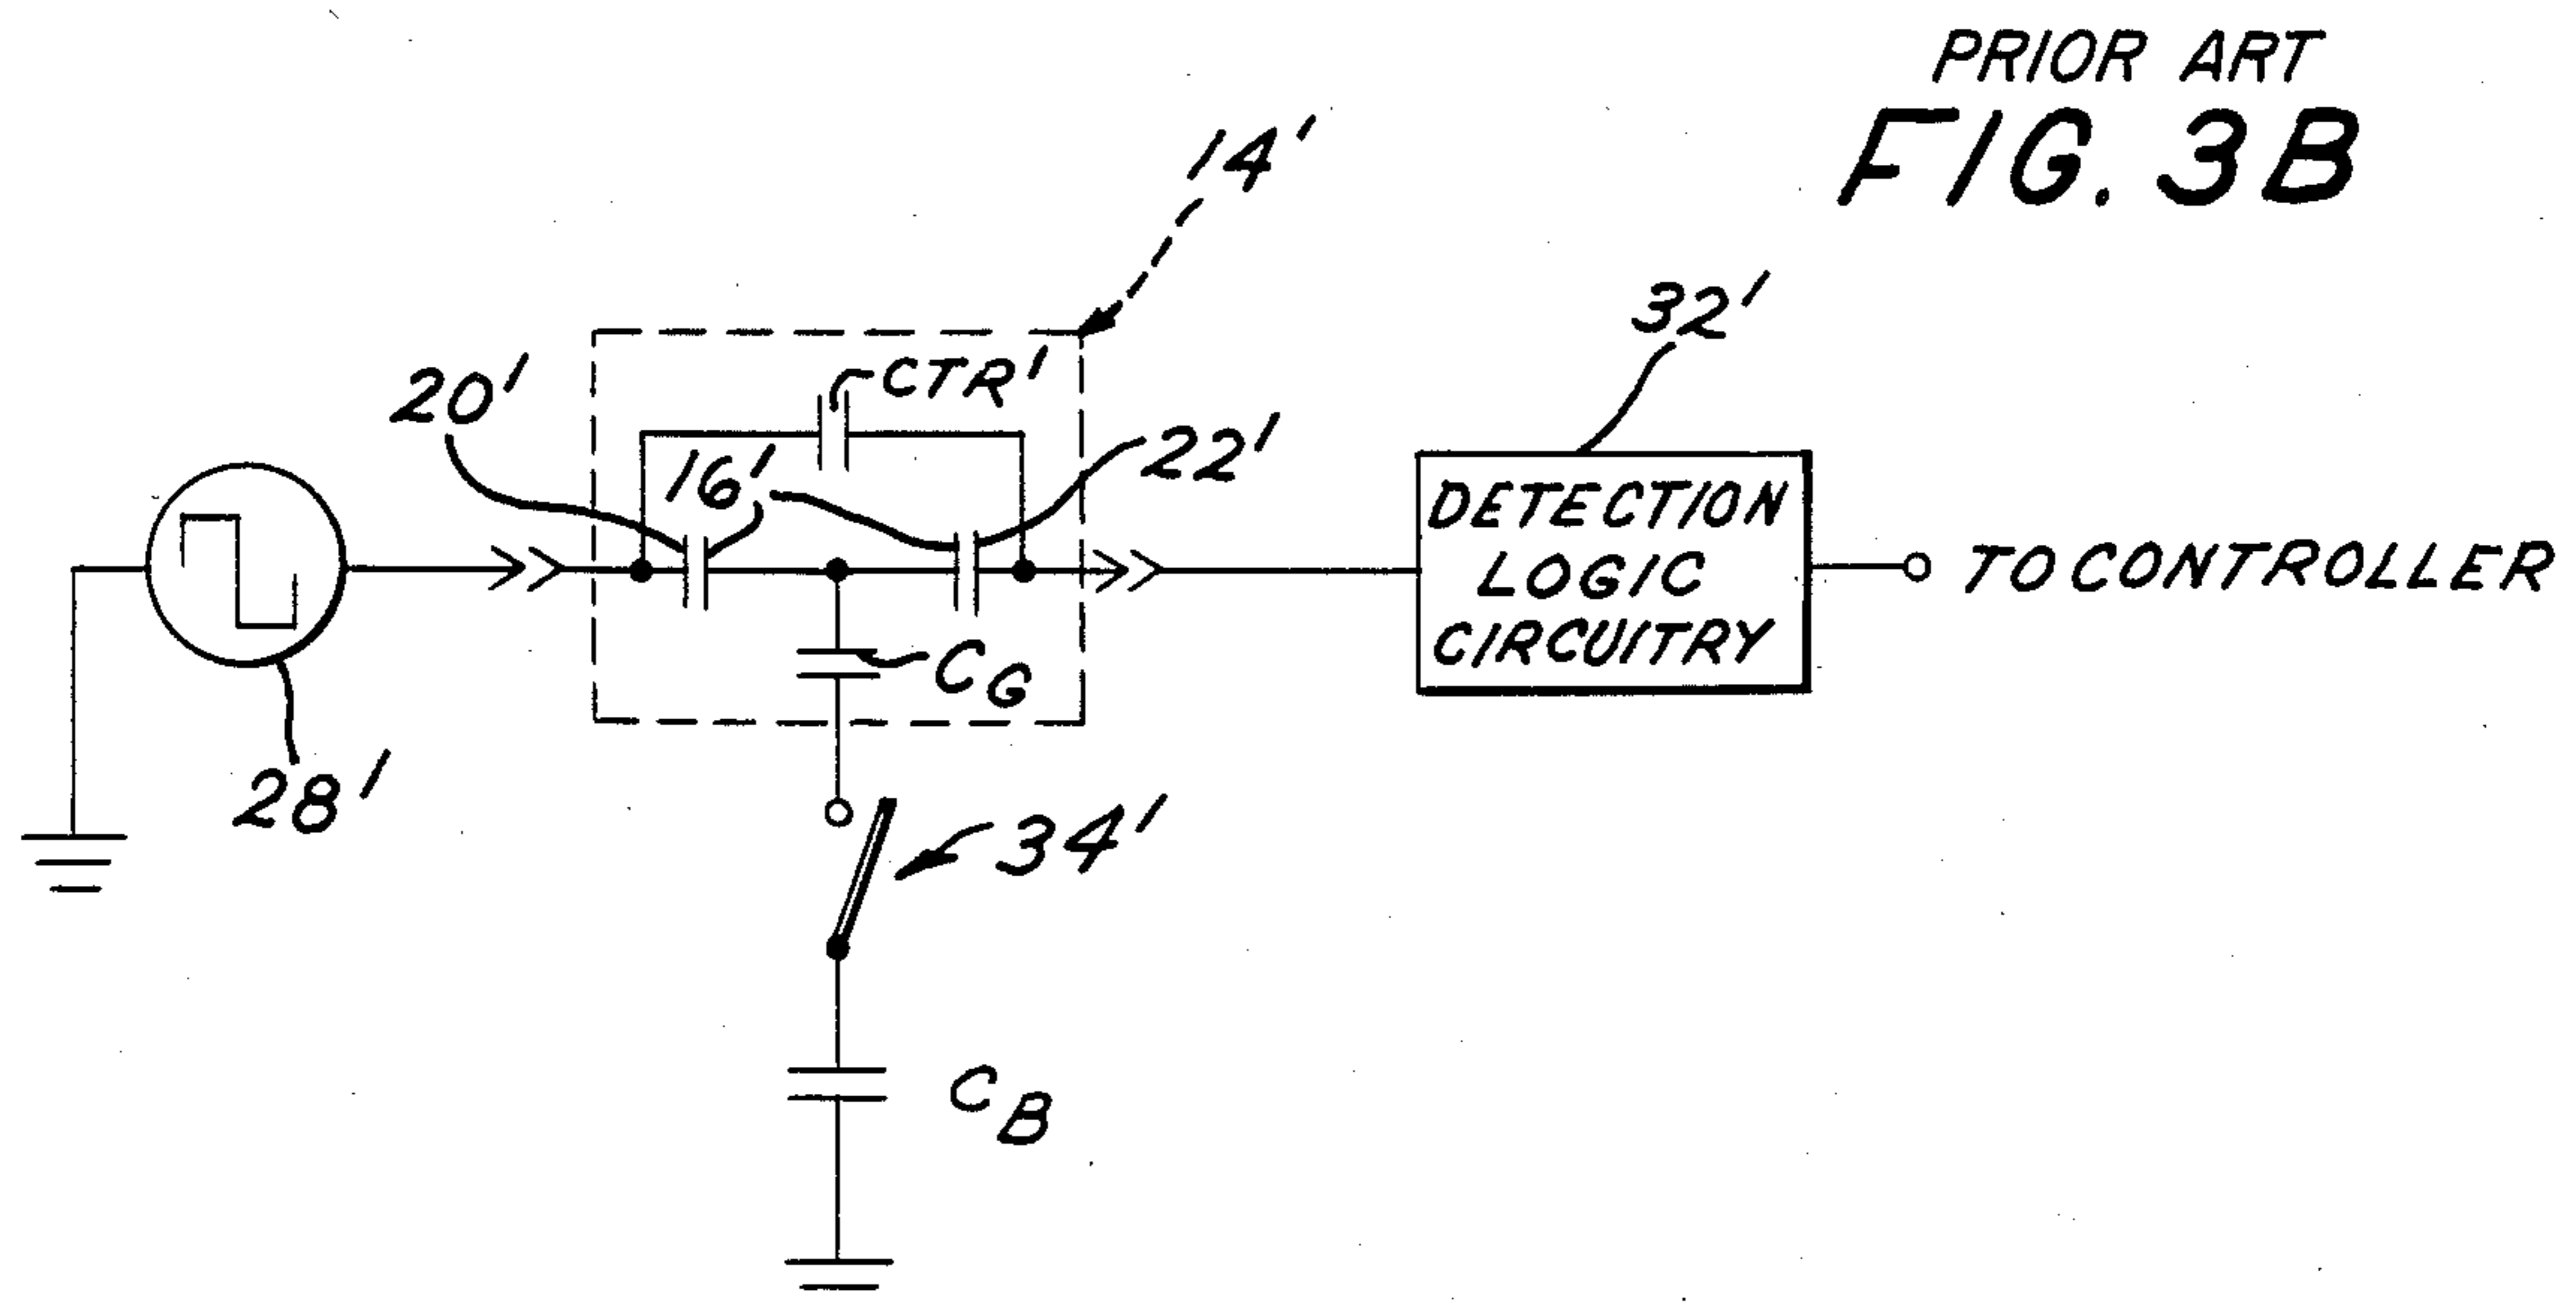 PRIOR ART
FIG. 3B
14'
32'
20'
CTR'
16'
22'
DETECTION
LOGIC
CIRCUITRY
TO CONTROLLER
CG
28'
34'
CB